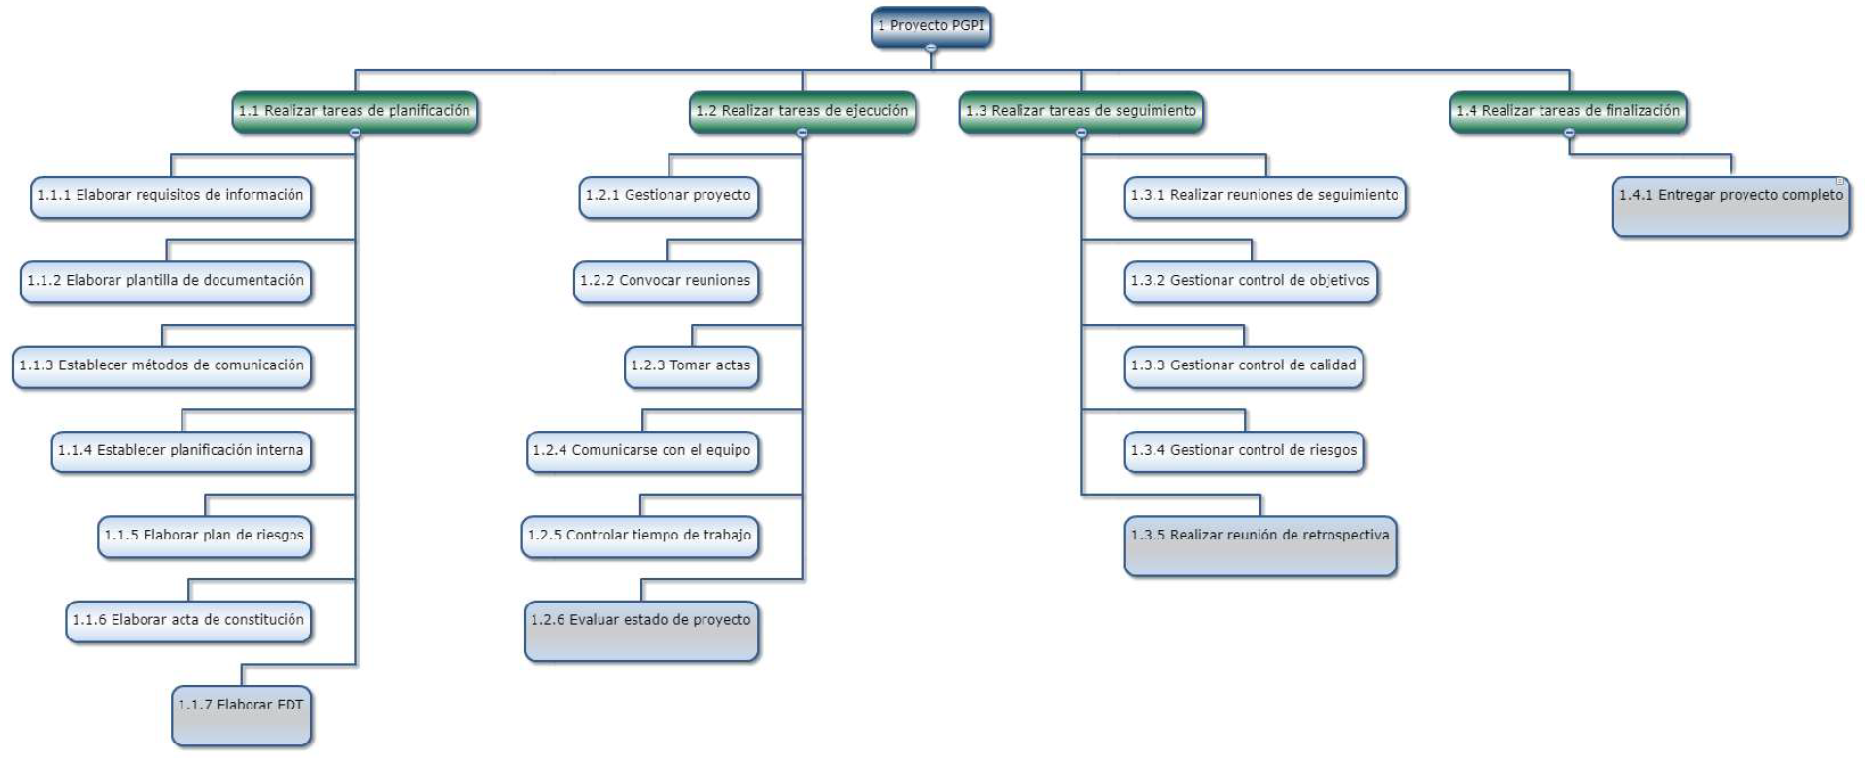 1 Proyecto PGPI
1.1 Realizar tareas de planificación
1.2 Realizar tareas de ejecución
1.3 Realizar tareas de seguimiento
1.4 Realizar tareas de finalización
1.1.1 Elaborar requisitos de información
1.1.2 Elaborar plantilla de documentación
1.1.3 Establecer métodos de comunicación
1.1.4 Establecer planificación interna
1.1.5 Elaborar plan de riesgos
1.1.6 Elaborar acta de constitución
1.1.7 Elaborar EDT
1.2.1 Gestionar proyecto
1.2.2 Convocar reuniones
1.2.3 Tomar actas
1.2.4 Comunicarse con el equipo
1.2.5 Controlar tiempo de trabajo
1.2.6 Evaluar estado de proyecto
1.3.1 Realizar reuniones de seguimiento
1.3.2 Gestionar control de objetivos
1.3.3 Gestionar control de calidad
1.3.4 Gestionar control de riesgos
1.3.5 Realizar reunión de retrospectiva
1.4.1 Entregar proyecto completo